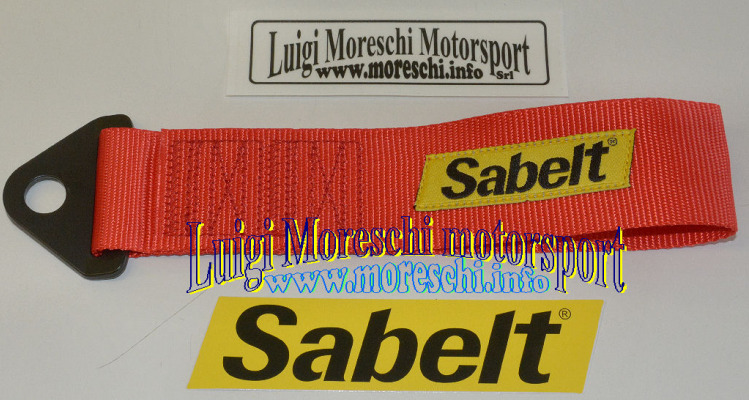 Luigi Moreschi Motorsport
www.moreschi.info
Srl
Sabelt®
Luigi Moreschi motorsport
www.moreschi.info
Sabelt®